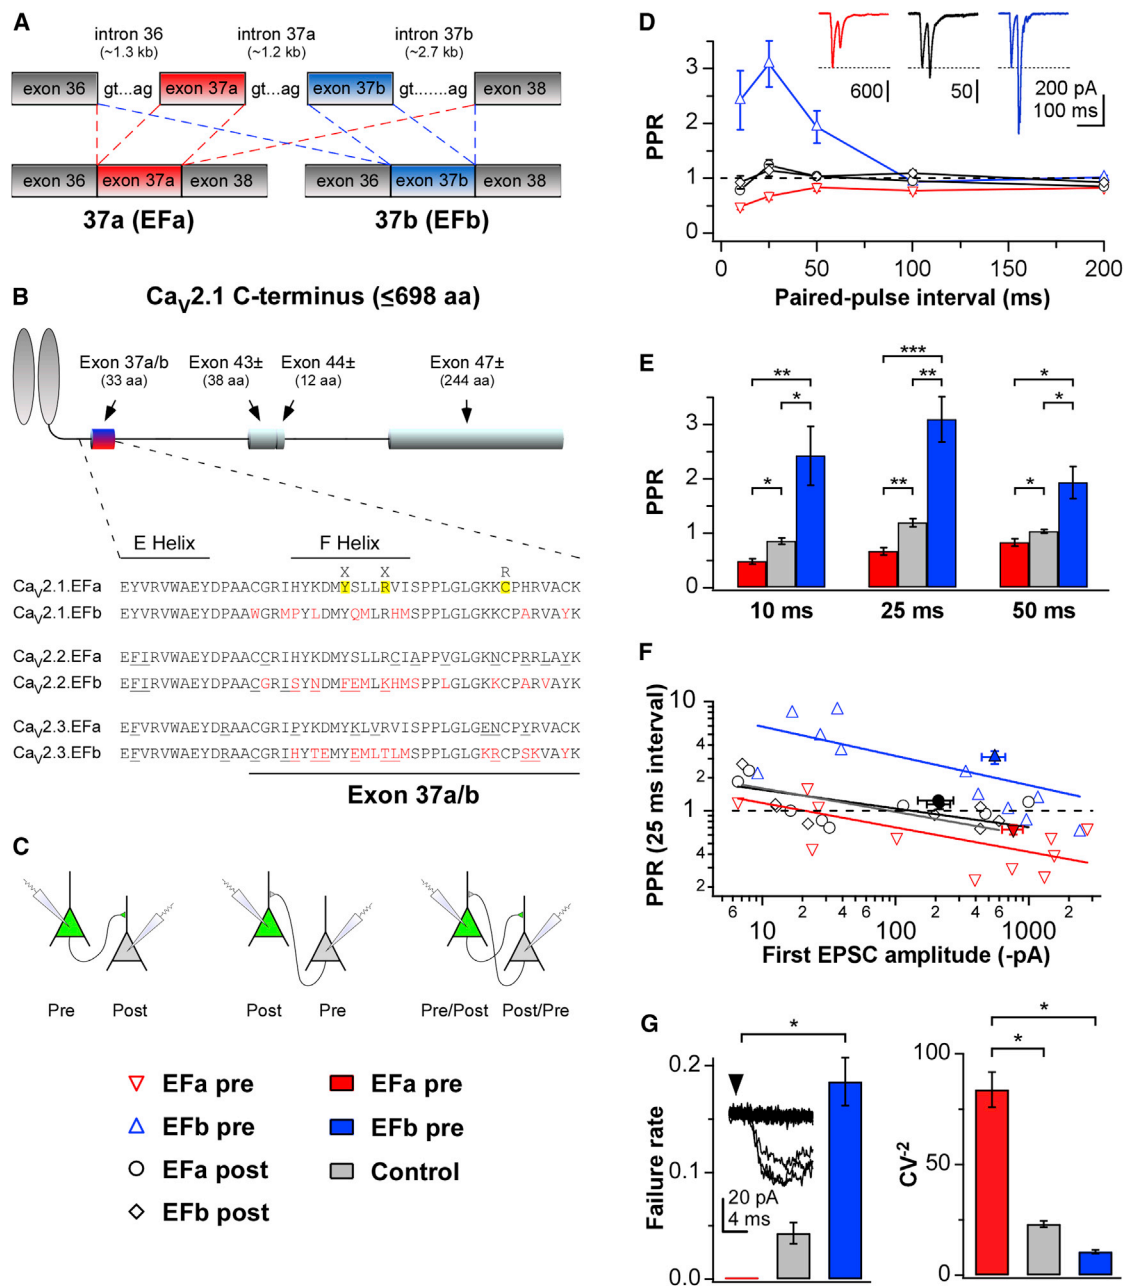 A
intron 36
(~1.3 kb)
intron 37a
(~1.2 kb)
intron 37b
(~2.7 kb)
exon 36 gt...ag exon 37a gt...ag exon 37b gt.......ag exon 38
exon 36 exon 37a exon 38
exon 36 exon 37b exon 38
37a (EFa)
37b (EFb)
B
CaV2.1 C-terminus (≤698 aa)
Exon 37a/b
(33 aa)
Exon 43±
(38 aa)
Exon 44±
(12 aa)
Exon 47±
(244 aa)
E Helix
F Helix
X X R
CaV2.1.EFa EYVRVWAEYDPAACGRIHYKDMYSLLRVISPPLGLGKKCPHRVACK
CaV2.1.EFb EYVRVWAEYDPAAWGRMPYLDMYQMLRHMSPPLGLGKKCPARVAYK
CaV2.2.EFa EFIRVWAEYDPAACCRIHYKDMYSLLRCIAPPVGLGKNCPRRLAYK
CaV2.2.EFb EFIRVWAEYDPAACGRISYNDMFEMLKHMSPPLGLGKKCPARVAYK
CaV2.3.EFa EFVRVWAEYDRAACGRIPYKDMYKLVRVISPPLGLGENCPYRVACK
CaV2.3.EFb EFVRVWAEYDRAACGRIHYTEMYEMLTLMSPPLGLGKRCPSKVAYK
Exon 37a/b
C
Pre Post
Post Pre
Pre/Post Post/Pre
EFa pre
EFb pre
EFa post
EFb post
EFa pre
EFb pre
Control
D
PPR
3
2
1
0
600
50
200 pA
100 ms
0 50 100 150 200
Paired-pulse interval (ms)
E
PPR
3
2
1
0
** * *
*** ** **
* * *
10 ms 25 ms 50 ms
F
PPR (25 ms interval)
10
6
4
2
1
6
4
2
6 10 2 4 6 100 2 4 6 1000 2
First EPSC amplitude (-pA)
G
Failure rate
0.2
0.1
0.0
*
20 pA
4 ms
CV-2
100
50
0
*
*